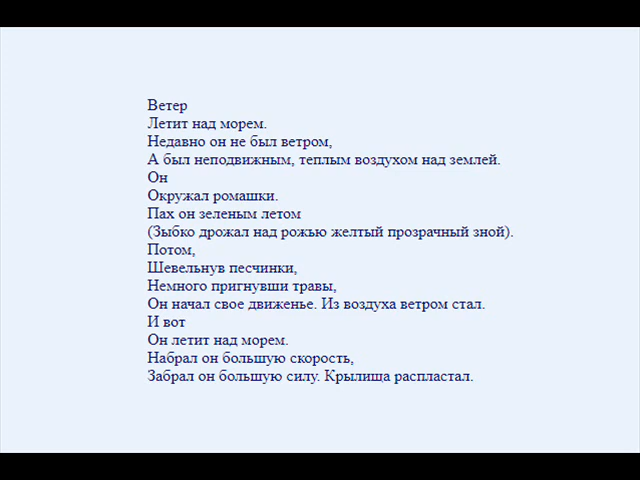 Ветер
Летит над морем.
Недавно он не был ветром,
А был неподвижным, теплым воздухом над землей.
Он
Окружал ромашки.
Пах он зеленым летом
(Зыбко дрожал над рожью желтый прозрачный зной).
Потом,
Шевельнув песчинки,
Немного пригнувши травы,
Он начал свое движенье. Из воздуха ветром стал.
И вот
Он летит над морем.
Набрал он большую скорость,
Забрал он большую силу. Крылища распластал.